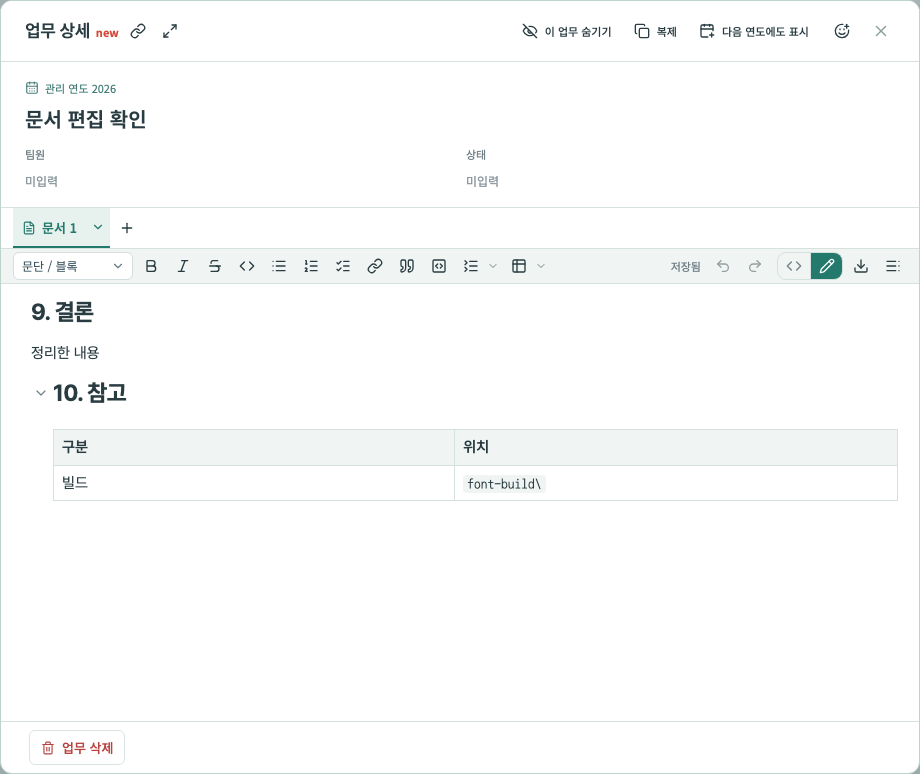 업무 상세 new
이 업무 숨기기
복제
다음 연도에도 표시
관리 연도 2026
문서 편집 확인
팀원
상태
미입력
미입력
문서 1
문단 / 블록
저장됨
9. 결론
정리한 내용
10. 참고
구분
위치
빌드
font-build\
업무 삭제